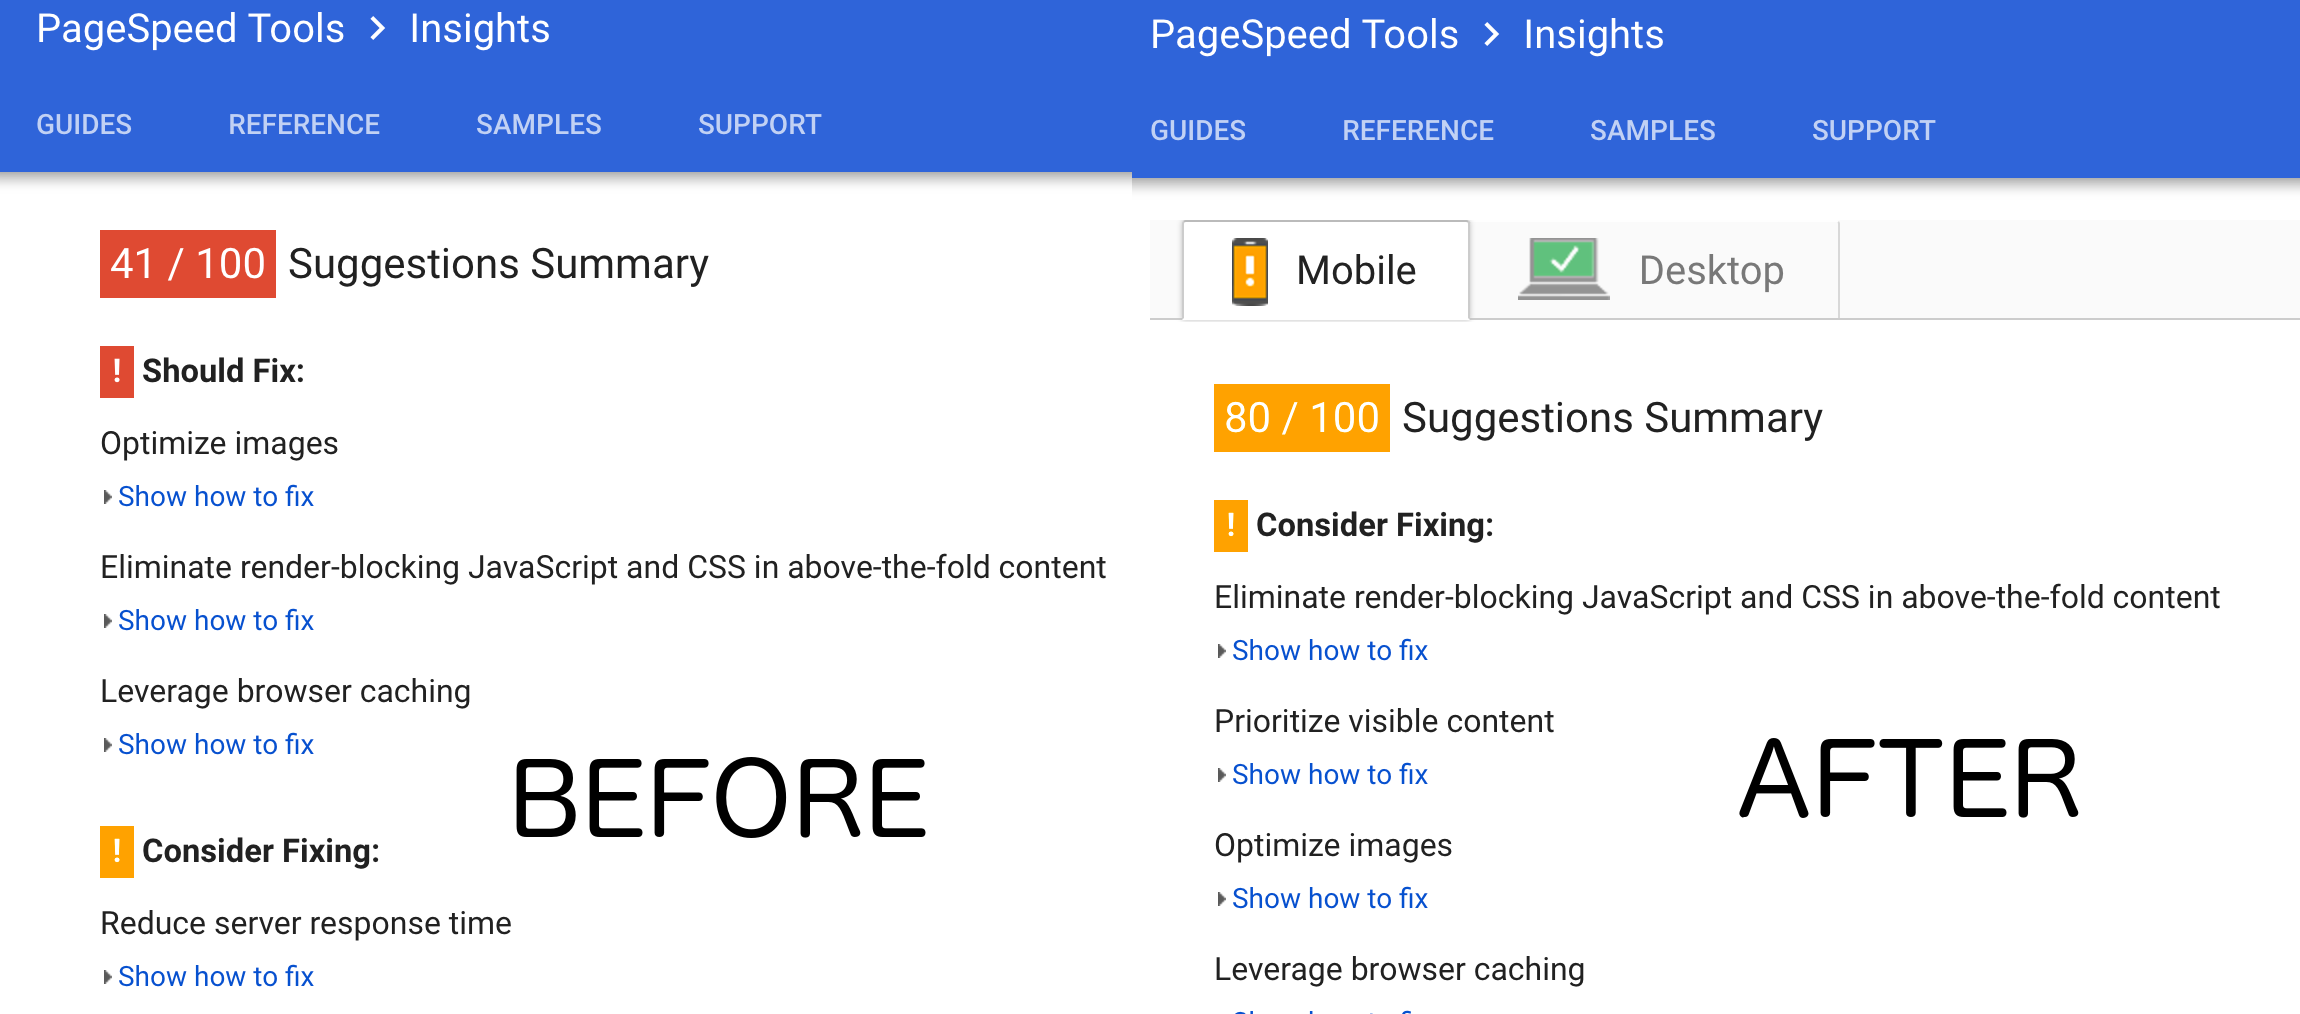 PageSpeed Tools > Insights
GUIDES REFERENCE SAMPLES SUPPORT
41 / 100 Suggestions Summary
! Should Fix:
Optimize images
Show how to fix
Eliminate render-blocking JavaScript and CSS in above-the-fold content
Show how to fix
Leverage browser caching
Show how to fix
BEFORE
! Consider Fixing:
Reduce server response time
Show how to fix
PageSpeed Tools > Insights
GUIDES REFERENCE SAMPLES SUPPORT
Mobile Desktop
80 / 100 Suggestions Summary
! Consider Fixing:
Eliminate render-blocking JavaScript and CSS in above-the-fold content
Show how to fix
Prioritize visible content
Show how to fix
AFTER
Optimize images
Show how to fix
Leverage browser caching